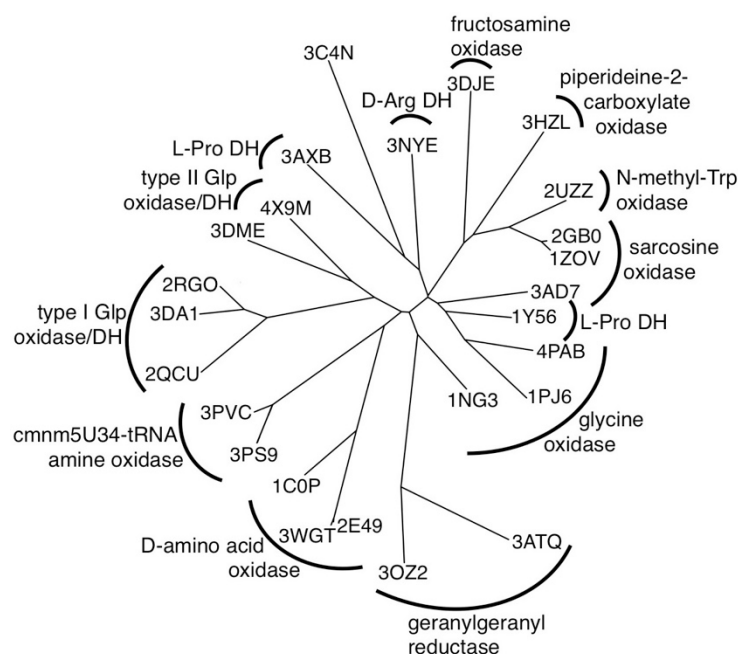 fructosamine
oxidase
3C4N
3DJE
piperideine-2-
carboxylate
oxidase
D-Arg DH
3HZL
3NYE
L-Pro DH
3AXB
type II Glp
oxidase/DH
4X9M
3DME
N-methyl-Trp
oxidase
2UZZ
2GB0
1ZOV
sarcosine
oxidase
2RGO
3DA1
type I Glp
oxidase/DH
2QCU
3AD7
1Y56
L-Pro DH
4PAB
1NG3
1PJ6
glycine
oxidase
3PVC
cmnm5U34-tRNA
amine oxidase
3PS9
1C0P
3WGT
2E49
D-amino acid
oxidase
3ATQ
3OZ2
geranylgeranyl
reductase